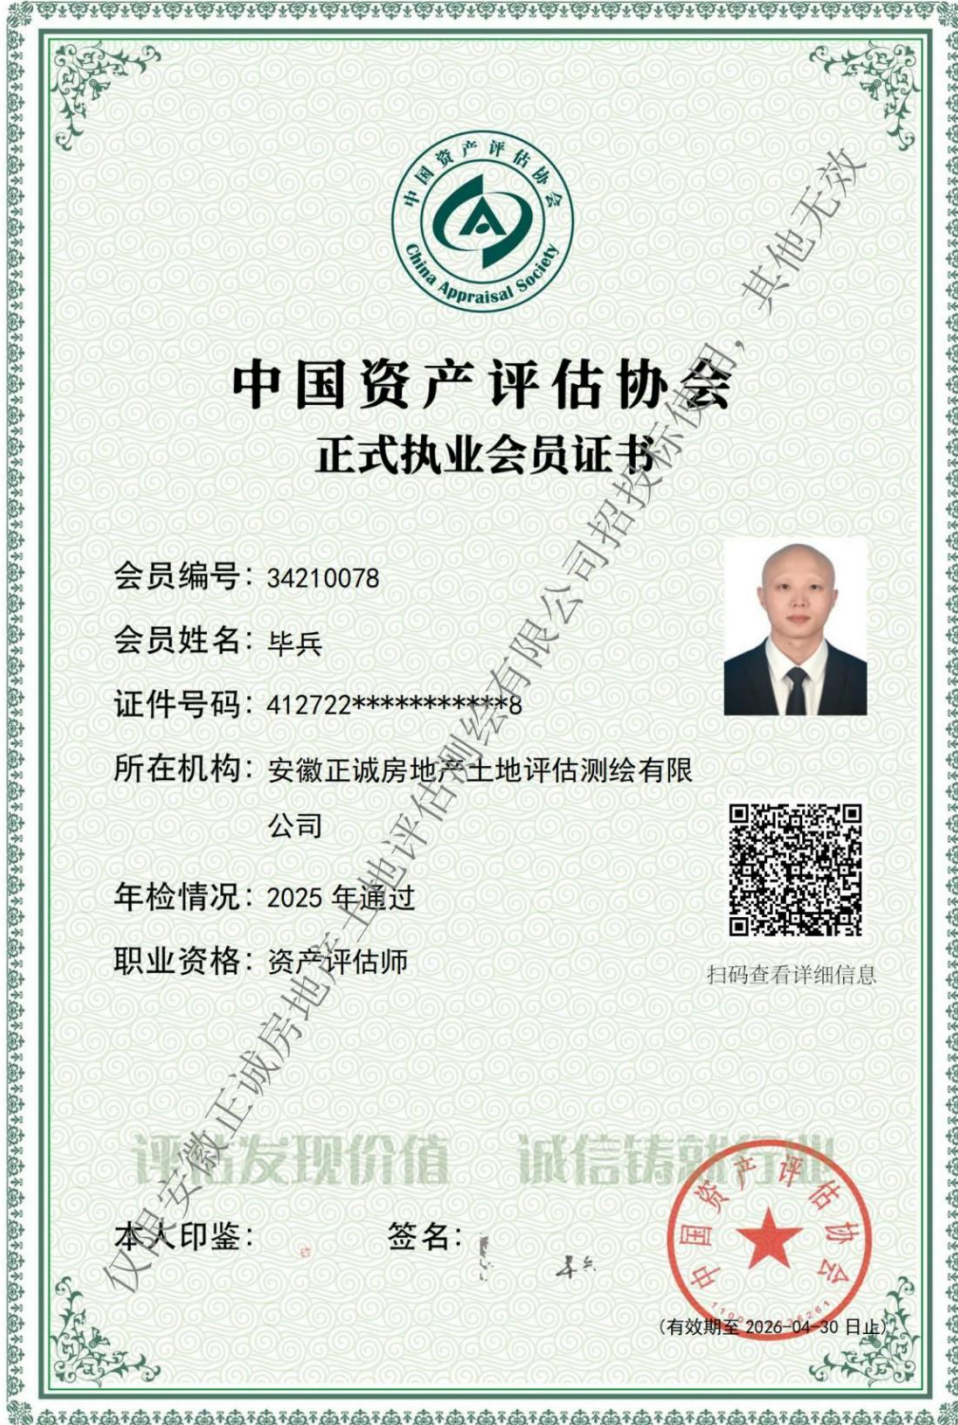 中国资产评估协会
China Appraisal Society
中国资产评估协会
正式执业会员证书
会员编号：34210078
会员姓名：毕兵
证件号码：412722***********8
所在机构：安徽正诚房地产土地评估测绘有限
公司
年检情况：2025 年通过
职业资格：资产评估师
扫码查看详细信息
评估发现价值 诚信铸就行业
本人印鉴：
签名：
毕兵
中国资产评估协会
(有效期至 2026-04-30 日止)
仅限安徽正诚房地产土地评估测绘有限公司招投标使用，其他无效